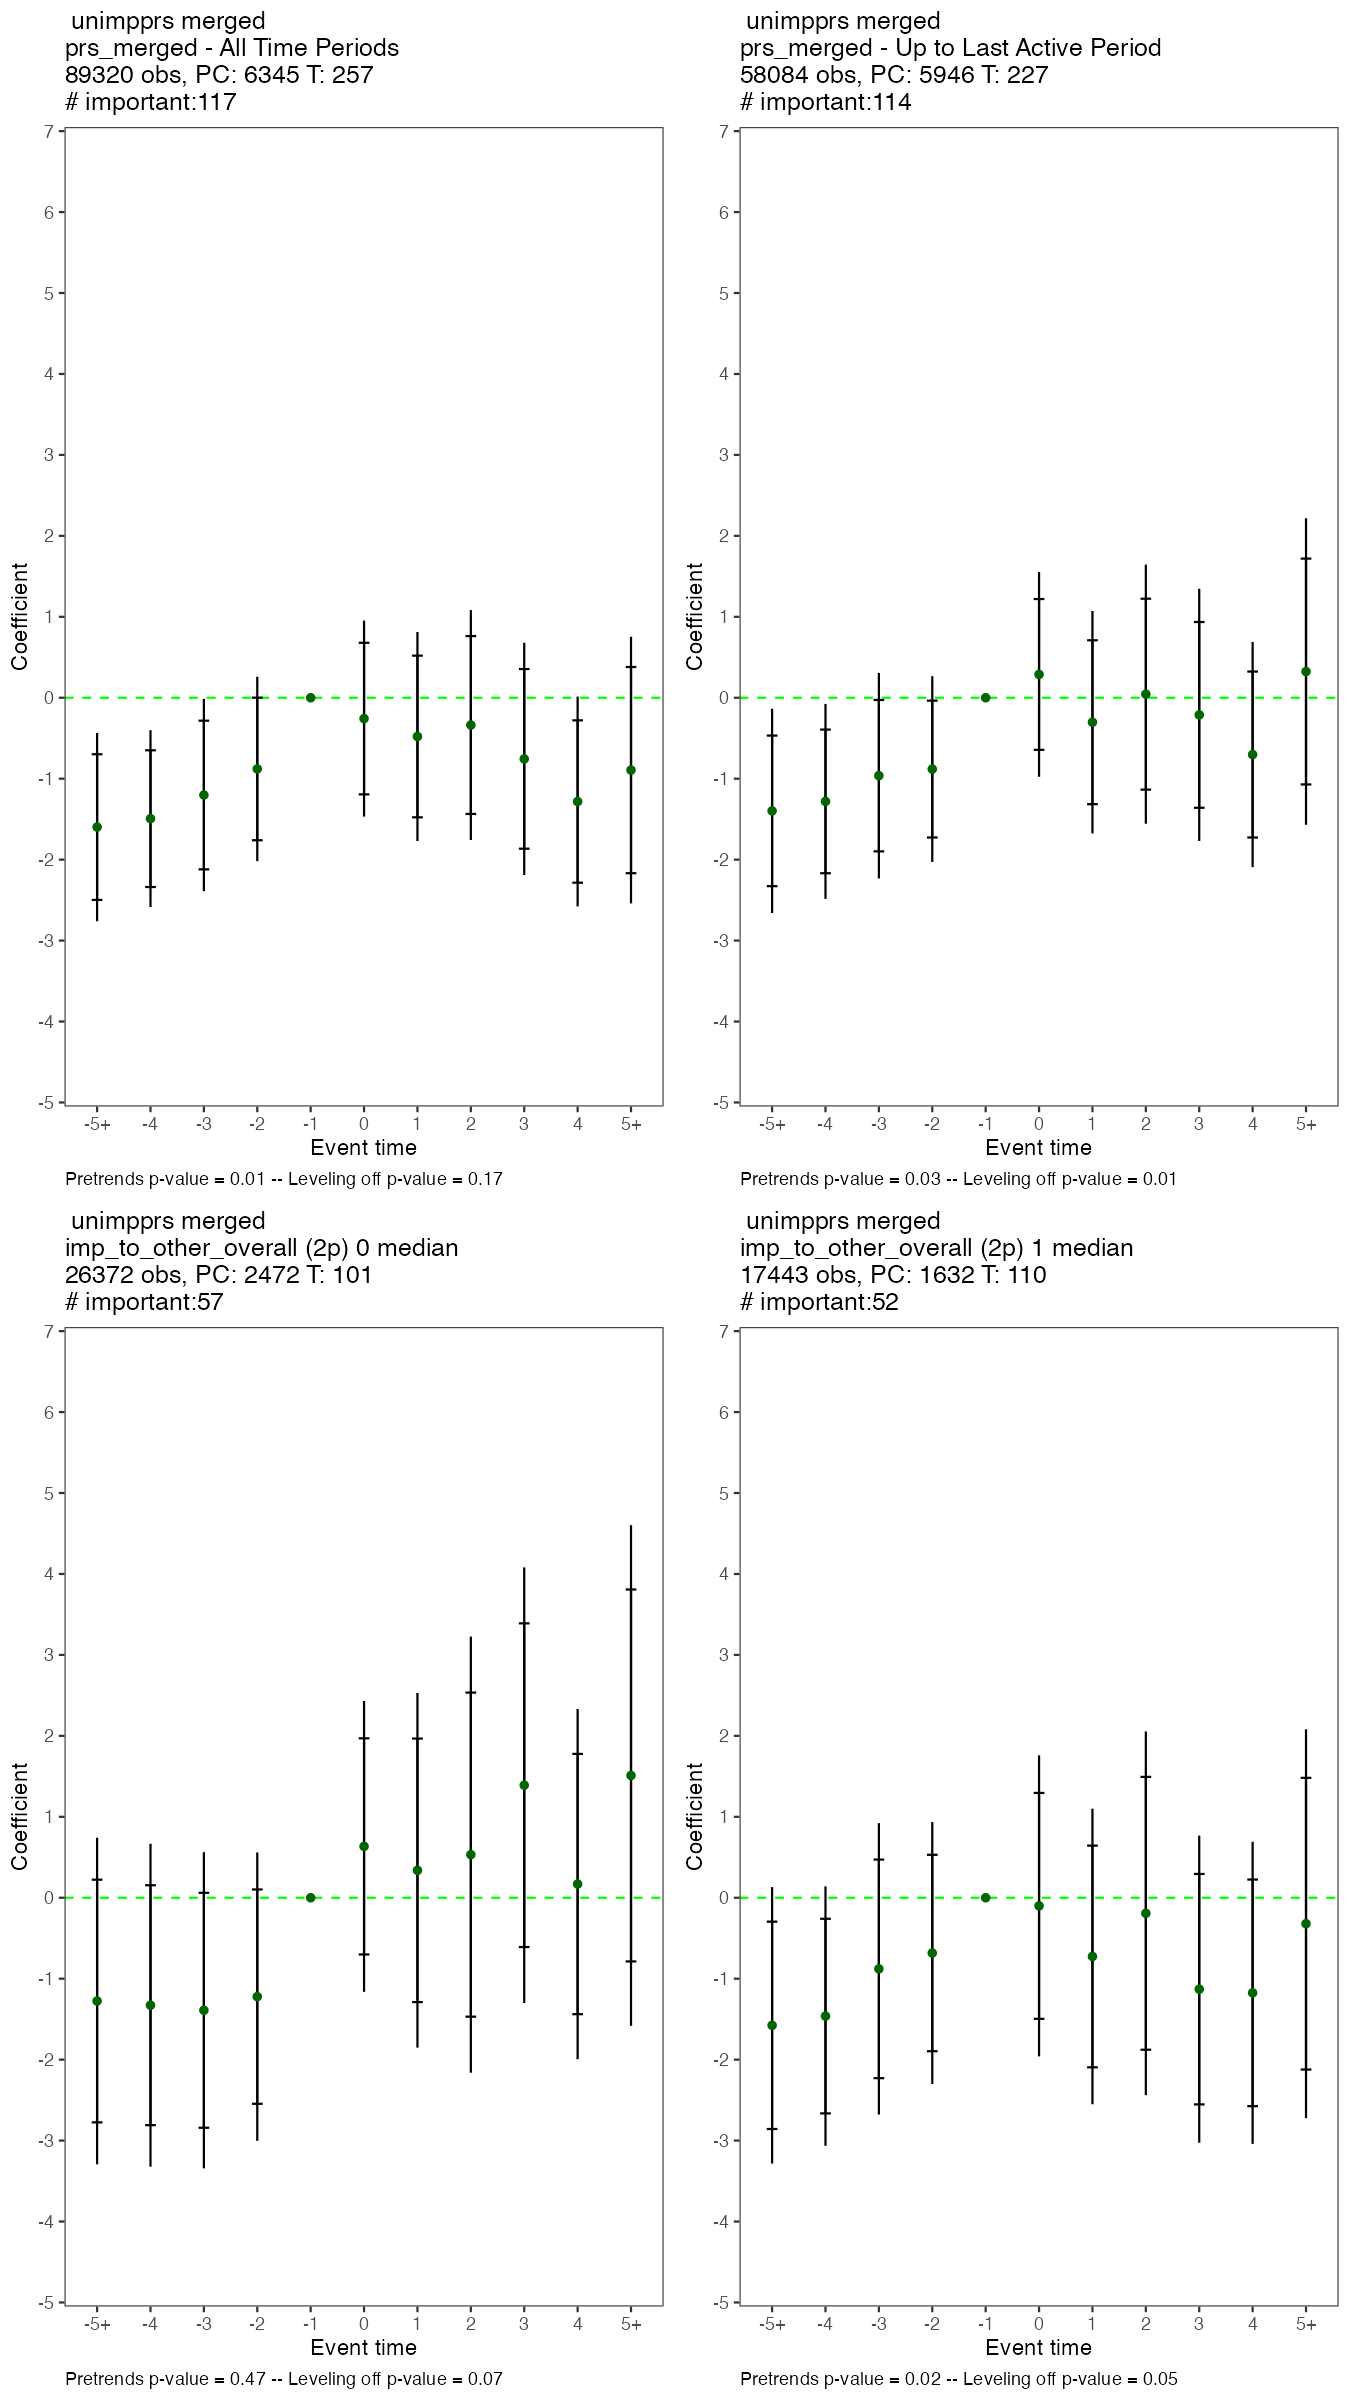 unimpprs merged
prs_merged - All Time Periods
89320 obs, PC: 6345 T: 257
# important:117
7
6
5
4
3
2
1
0
-1
-2
-3
-4
-5
Coefficient
-5+ -4 -3 -2 -1 0 1 2 3 4 5+
Event time
Pretrends p-value = 0.01 -- Leveling off p-value = 0.17
unimpprs merged
prs_merged - Up to Last Active Period
58084 obs, PC: 5946 T: 227
# important:114
7
6
5
4
3
2
1
0
-1
-2
-3
-4
-5
Coefficient
-5+ -4 -3 -2 -1 0 1 2 3 4 5+
Event time
Pretrends p-value = 0.03 -- Leveling off p-value = 0.01
unimpprs merged
imp_to_other_overall (2p) 0 median
26372 obs, PC: 2472 T: 101
# important:57
7
6
5
4
3
2
1
0
-1
-2
-3
-4
-5
Coefficient
-5+ -4 -3 -2 -1 0 1 2 3 4 5+
Event time
Pretrends p-value = 0.47 -- Leveling off p-value = 0.07
unimpprs merged
imp_to_other_overall (2p) 1 median
17443 obs, PC: 1632 T: 110
# important:52
7
6
5
4
3
2
1
0
-1
-2
-3
-4
-5
Coefficient
-5+ -4 -3 -2 -1 0 1 2 3 4 5+
Event time
Pretrends p-value = 0.02 -- Leveling off p-value = 0.05